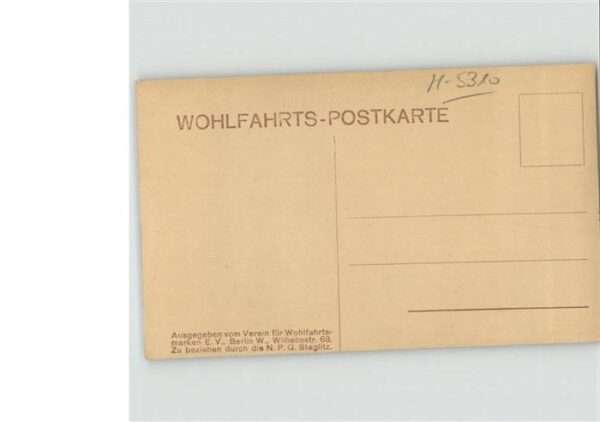 H-5310
WOHLFAHRTS-POSTKARTE
Ausgegeben vom Verein für Wohlfahrts-
marken E. V., Berlin W., Wilhelmstr. 68.
Zu beziehen durch die N. P. G. Steglitz.